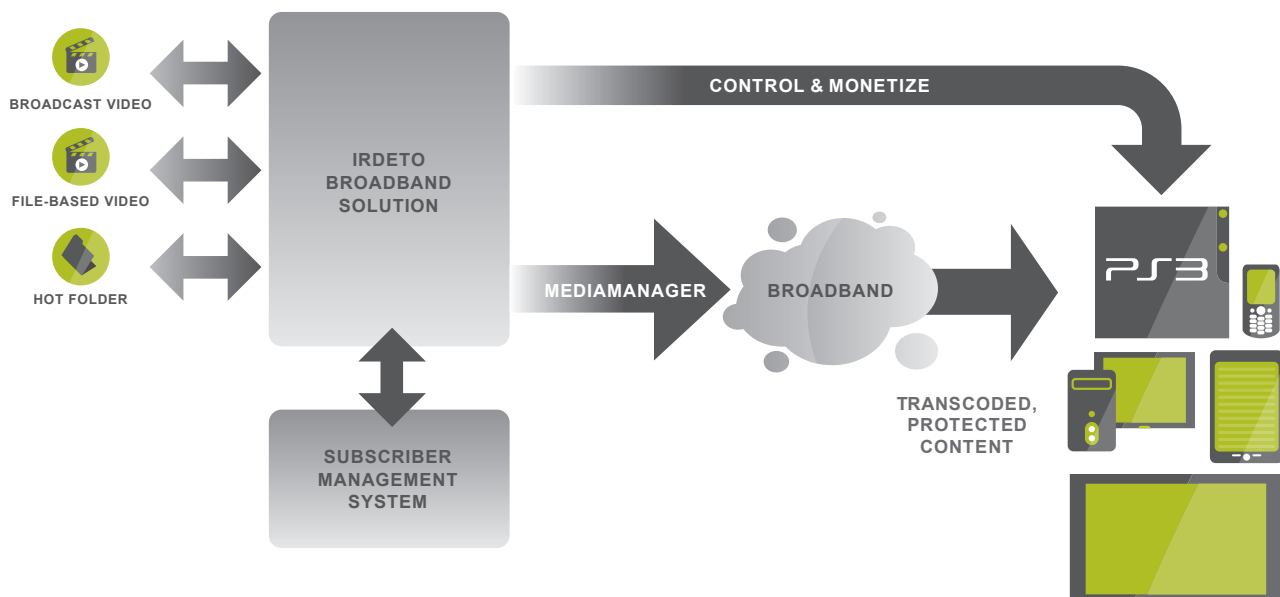 BROADCAST VIDEO
FILE-BASED VIDEO
HOT FOLDER
IRDETO
BROADBAND
SOLUTION
SUBSCRIBER
MANAGEMENT
SYSTEM
CONTROL & MONETIZE
MEDIAMANAGER
BROADBAND
TRANSCODED,
PROTECTED
CONTENT
PS3